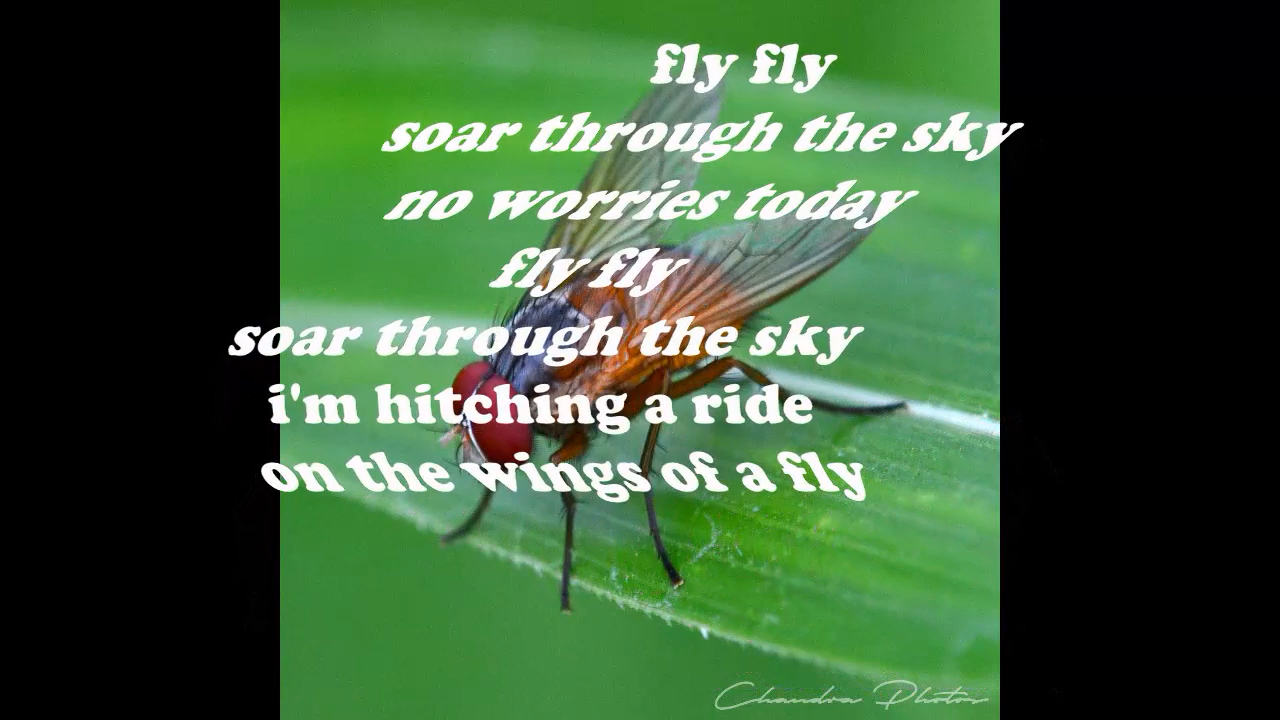 fly fly
soar through the sky
no worries today
fly fly
soar through the sky
i'm hitching a ride
on the wings of a fly
Chandra Photos